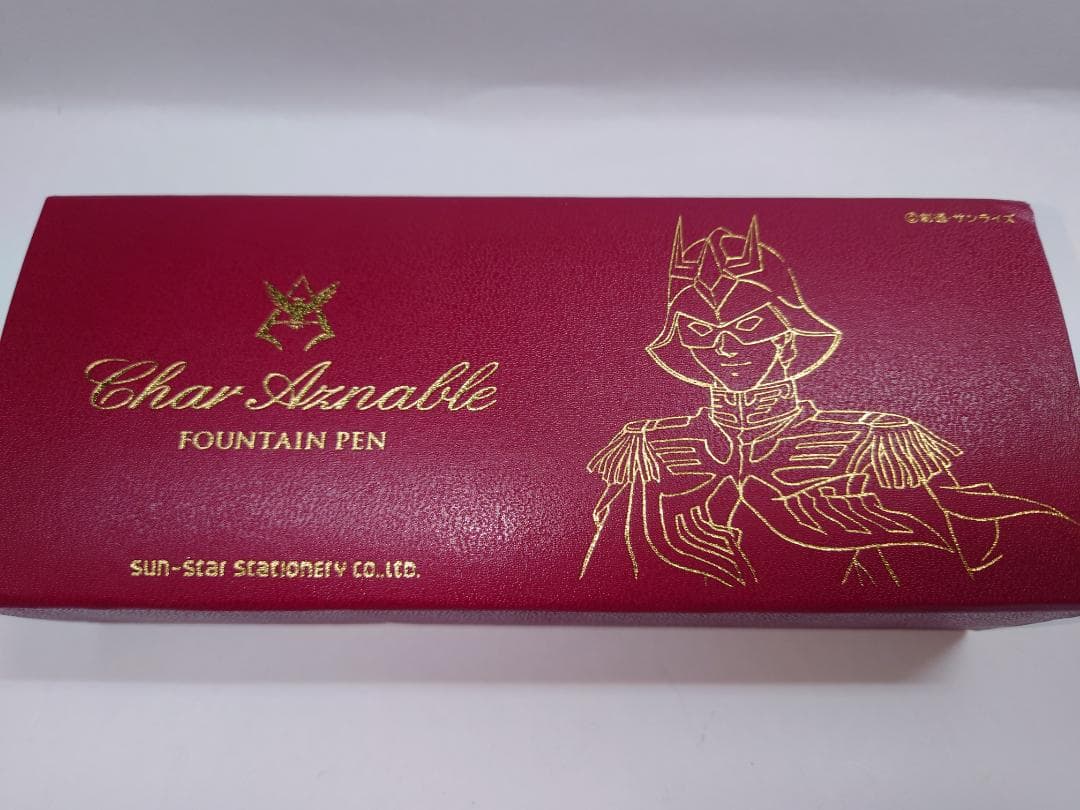 ©創通・サンライズ
Char Aznable
FOUNTAIN PEN
SUN-STAR STATIONERY CO.,LTD.